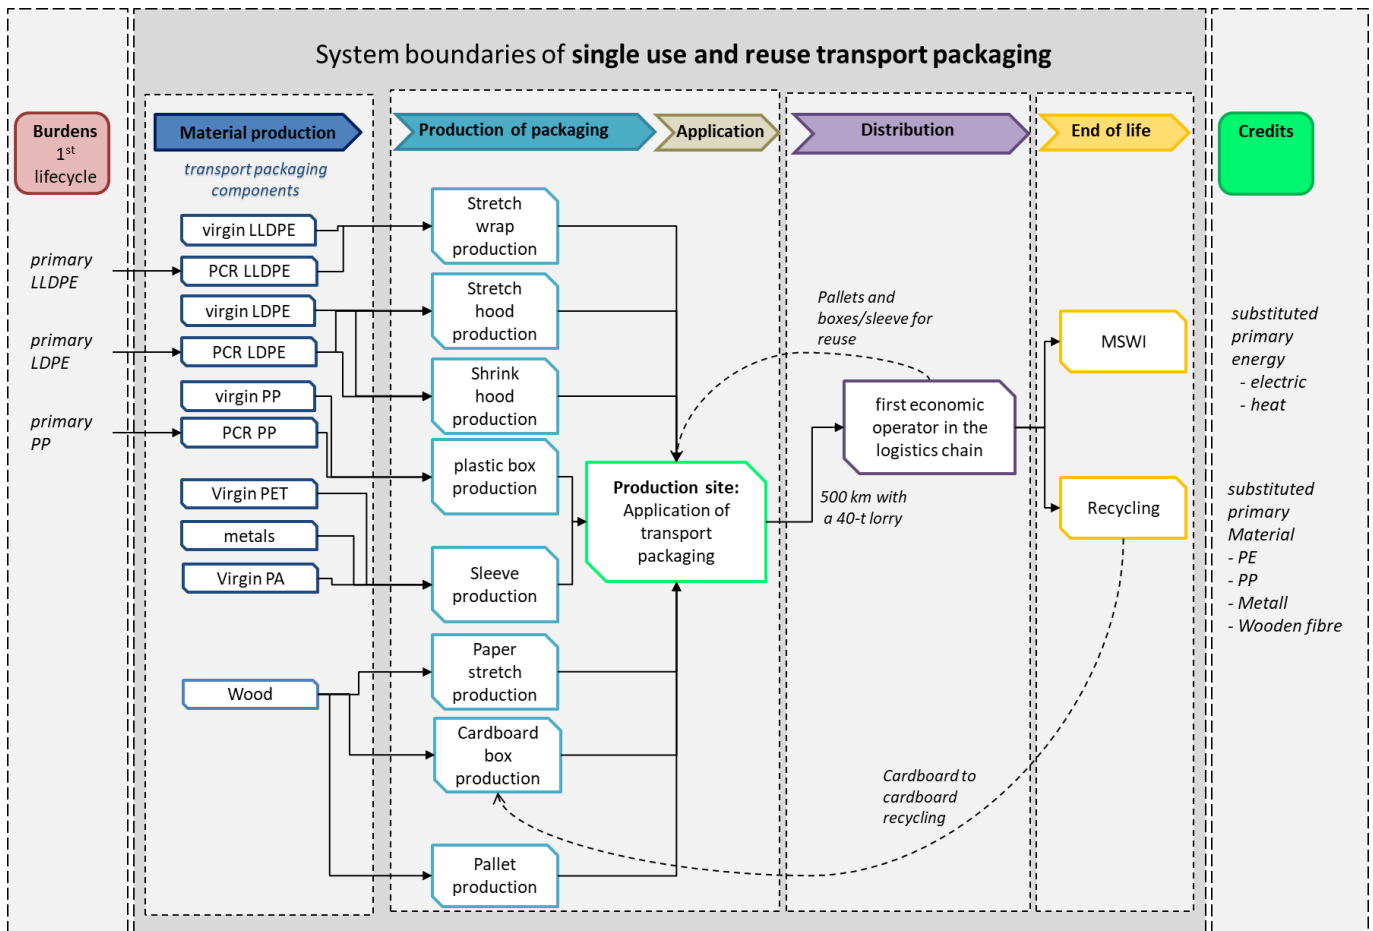 System boundaries of single use and reuse transport packaging
Burdens
1st
lifecycle
primary
LLDPE
primary
LDPE
primary
PP
Material production
transport packaging
components
virgin LLDPE
PCR LLDPE
virgin LDPE
PCR LDPE
virgin PP
PCR PP
Virgin PET
metals
Virgin PA
Wood
Production of packaging
Application
Stretch
wrap
production
Stretch
hood
production
Shrink
hood
production
plastic box
production
Sleeve
production
Paper
stretch
production
Cardboard
box
production
Pallet
production
Production site:
Application of
transport
packaging
Distribution
Pallets and
boxes/sleeve for
reuse
first economic
operator in the
logistics chain
500 km with
a 40-t lorry
Cardboard to
cardboard
recycling
End of life
MSWI
Recycling
Credits
substituted
primary
energy
- electric
- heat
substituted
primary
Material
- PE
- PP
- Metall
- Wooden fibre